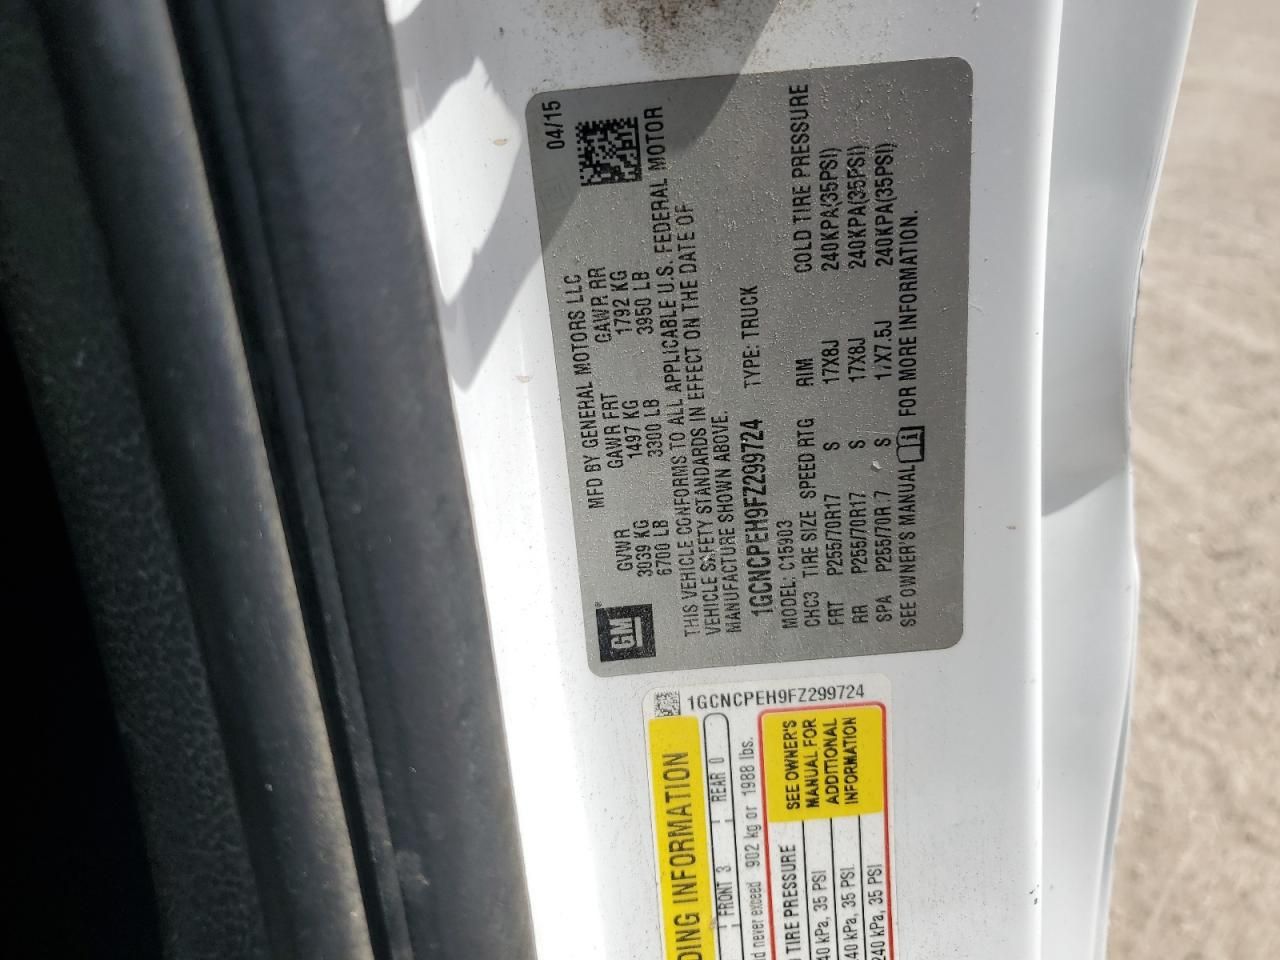 04/15
MFD BY GENERAL MOTORS LLC
GVWR GAWR FRT GAWR RR
3039 KG 1497 KG 1792 KG
6700 LB 3300 LB 3950 LB
GM
THIS VEHICLE CONFORMS TO ALL APPLICABLE U.S. FEDERAL MOTOR
VEHICLE SAFETY STANDARDS IN EFFECT ON THE DATE OF
MANUFACTURE SHOWN ABOVE.
1GCNCPEH9FZ299724 TYPE: TRUCK
MODEL: C15903
CHC3 TIRE SIZE SPEED RTG RIM COLD TIRE PRESSURE
FRT P255/70R17 S 17X8J 240KPA(35PSI)
RR P255/70R17 S 17X8J 240KPA(35PSI)
SPA P255/70R17 S 17X7.5J 240KPA(35PSI)
SEE OWNER'S MANUAL FOR MORE INFORMATION.
1GCNCPEH9FZ299724
DING INFORMATION
FRONT 3 REAR 0
d never exceed 902 kg or 1988 lbs.
TIRE PRESSURE
40 kPa, 35 PSI
40 kPa, 35 PSI
240 kPa, 35 PSI
SEE OWNER'S
MANUAL FOR
ADDITIONAL
INFORMATION